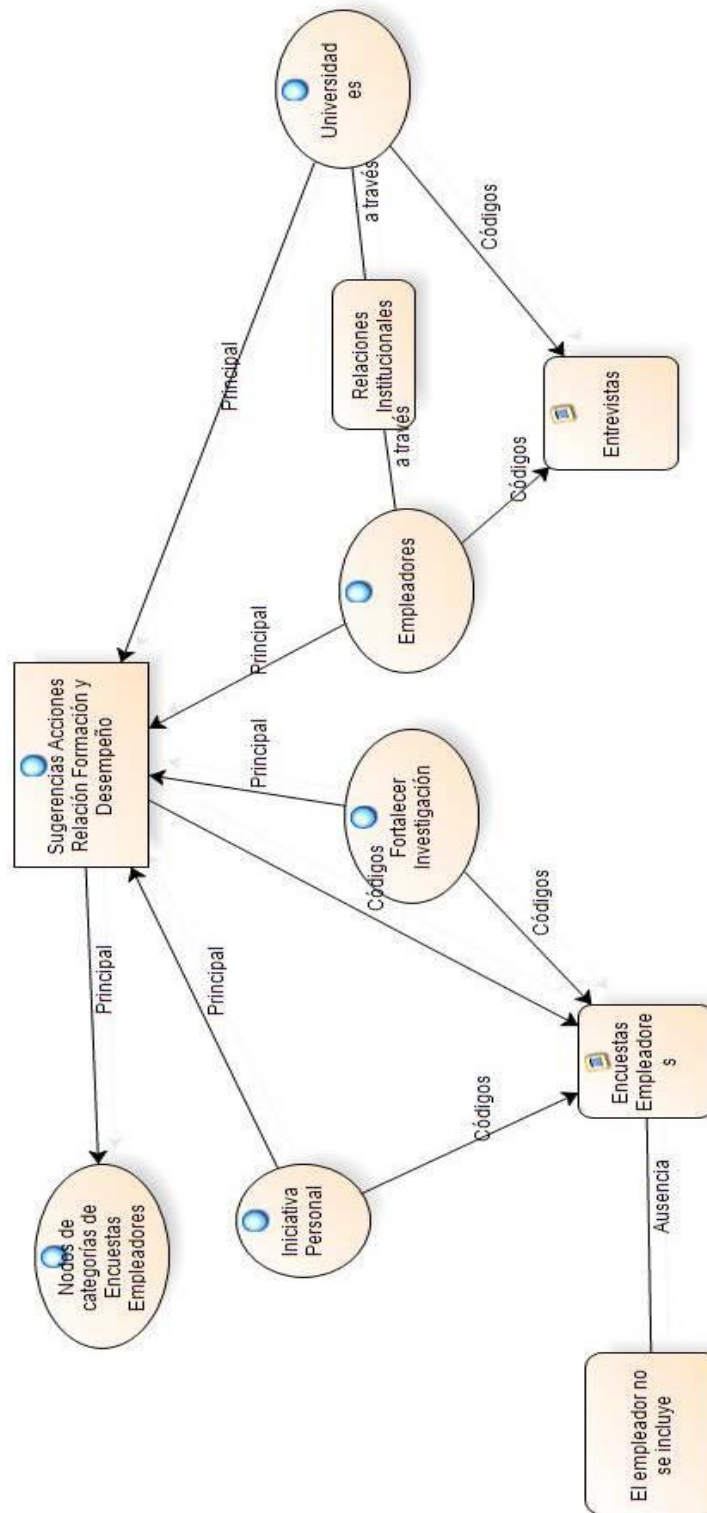 Nodos de
categorías de
Encuestas
Empleadores
Principal
Sugerencias Acciones
Relación Formación y
Desempeño
Principal
Principal
Principal
Principal
Iniciativa
Personal
Universidad
es
a través
Relaciones
Institucionales
a través
Empleadores
Fortalecer
Investigación
Códigos
Códigos
Códigos
Códigos
Códigos
Entrevistas
Encuestas
Empleadore
s
Ausencia
El empleador no
se incluye